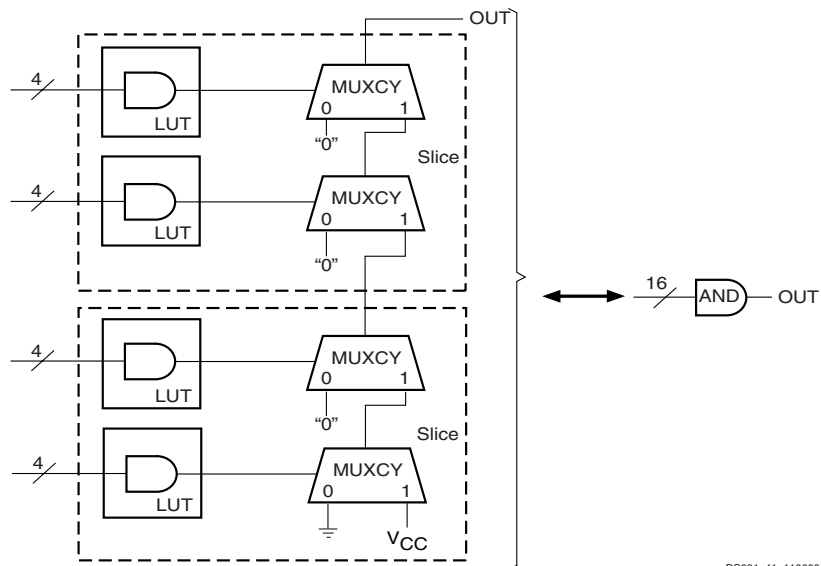 OUT
4
LUT
MUXCY
0 1
“0”
Slice
4
LUT
MUXCY
0 1
“0”
16
AND
OUT
4
LUT
MUXCY
0 1
“0”
Slice
4
LUT
MUXCY
0 1
VCC